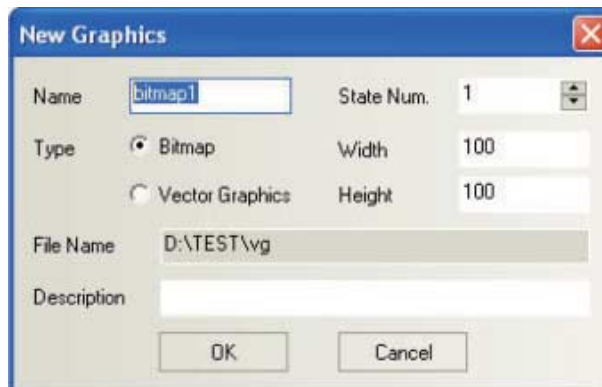 New Graphics
Name bitmap1 State Num. 1
Type Bitmap Width 100
Vector Graphics Height 100
File Name D:\TEST\vg
Description
OK Cancel